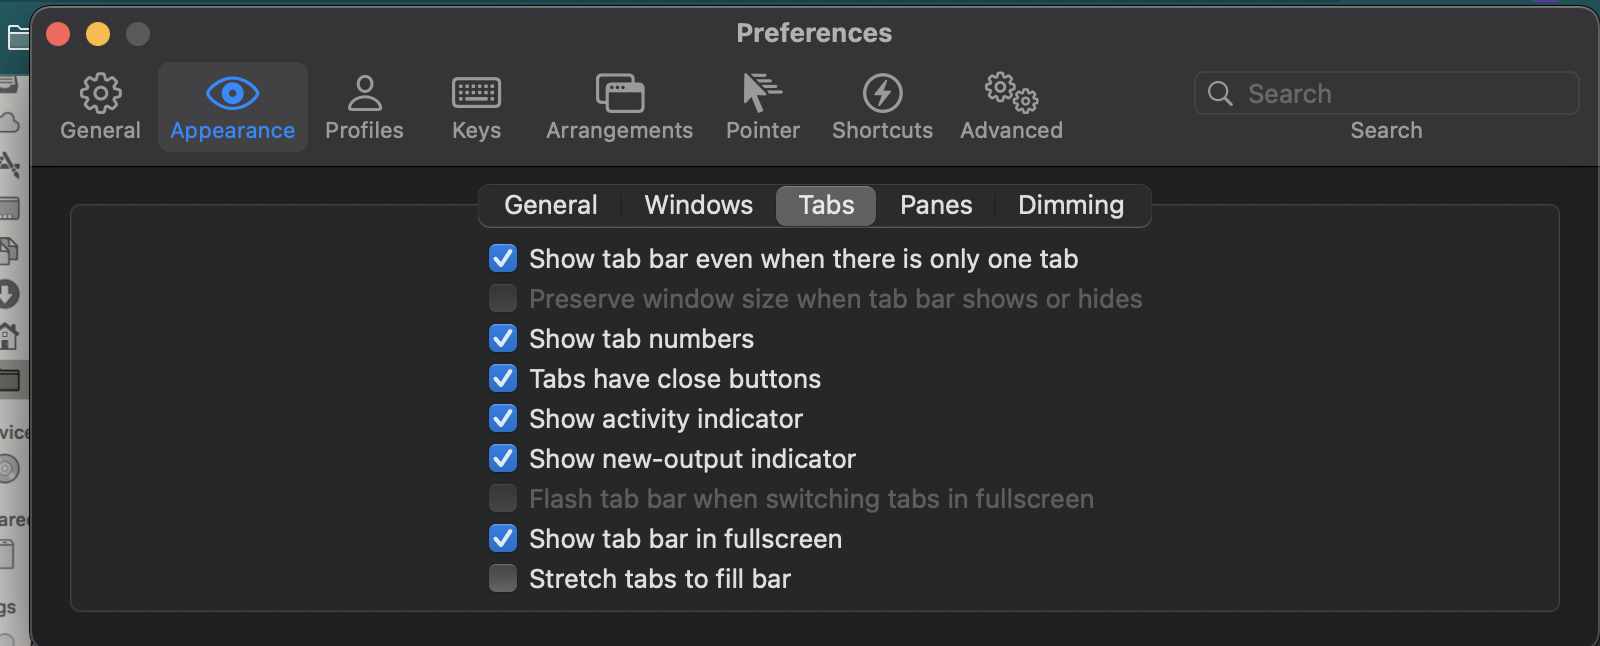 Preferences
General Appearance Profiles Keys Arrangements Pointer Shortcuts Advanced Search
Search
General Windows Tabs Panes Dimming
Show tab bar even when there is only one tab
Preserve window size when tab bar shows or hides
Show tab numbers
Tabs have close buttons
Show activity indicator
Show new-output indicator
Flash tab bar when switching tabs in fullscreen
Show tab bar in fullscreen
Stretch tabs to fill bar